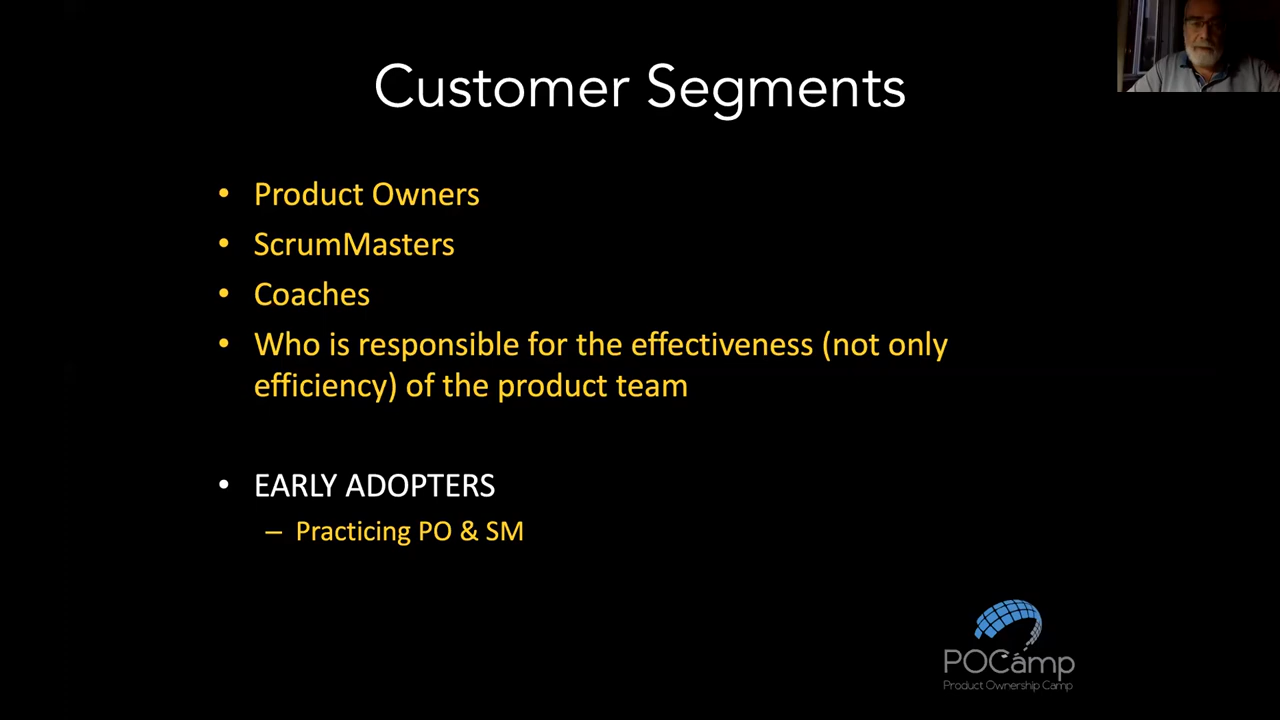 Customer Segments
• Product Owners
• ScrumMasters
• Coaches
• Who is responsible for the effectiveness (not only
efficiency) of the product team
• EARLY ADOPTERS
– Practicing PO & SM
POCamp
Product Ownership Camp